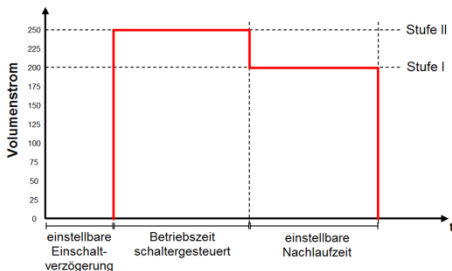 Volumenstrom
250
225
200
175
150
125
100
75
50
25
0
Stufe II
Stufe I
t
einstellbare
Einschalt-
verzögerung
Betriebszeit
schaltergesteuert
einstellbare
Nachlaufzeit